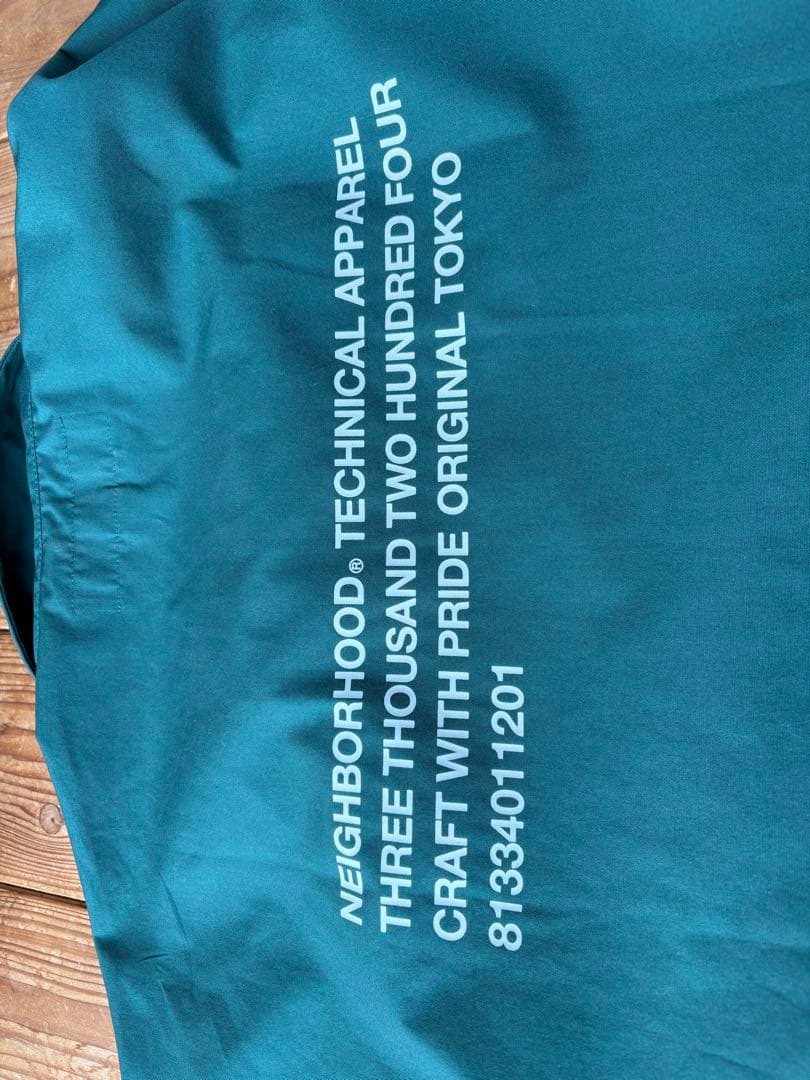 NEIGHBORHOOD® TECHNICAL APPAREL
THREE THOUSAND TWO HUNDRED FOUR
CRAFT WITH PRIDE ORIGINAL TOKYO
81334011201